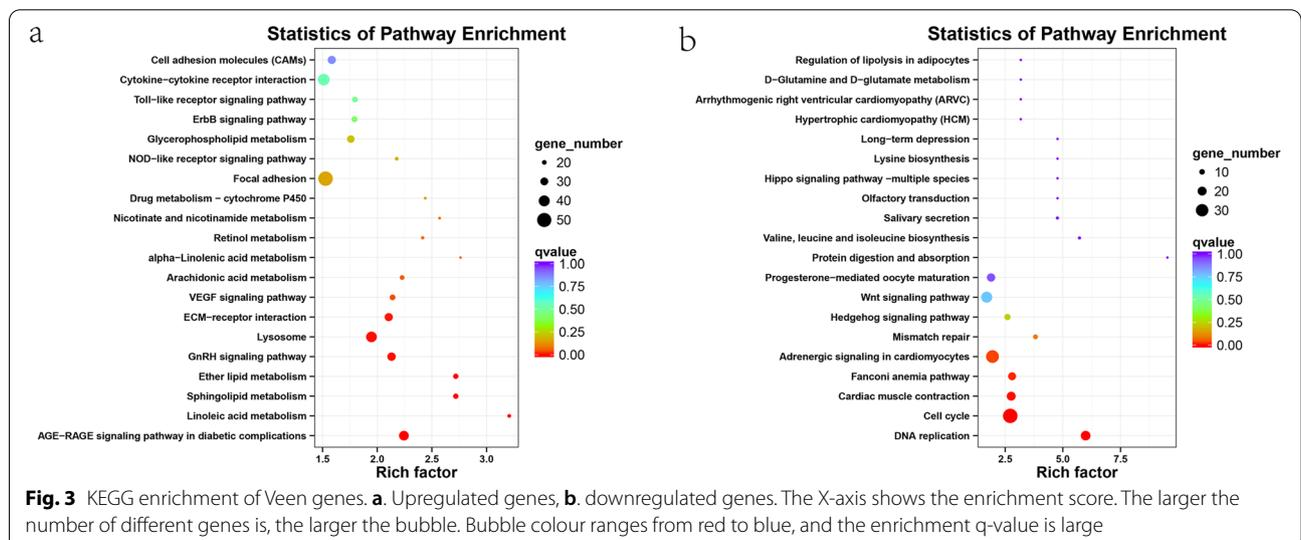 a
Statistics of Pathway Enrichment
Cell adhesion molecules (CAMs)
Cytokine−cytokine receptor interaction
Toll−like receptor signaling pathway
ErbB signaling pathway
Glycerophospholipid metabolism
NOD−like receptor signaling pathway
Focal adhesion
Drug metabolism − cytochrome P450
Nicotinate and nicotinamide metabolism
Retinol metabolism
alpha−Linolenic acid metabolism
Arachidonic acid metabolism
VEGF signaling pathway
ECM−receptor interaction
Lysosome
GnRH signaling pathway
Ether lipid metabolism
Sphingolipid metabolism
Linoleic acid metabolism
AGE−RAGE signaling pathway in diabetic complications
1.5 2.0 2.5 3.0
Rich factor
gene_number
20
30
40
50
qvalue
1.00
0.75
0.50
0.25
0.00
b
Statistics of Pathway Enrichment
Regulation of lipolysis in adipocytes
D−Glutamine and D−glutamate metabolism
Arrhythmogenic right ventricular cardiomyopathy (ARVC)
Hypertrophic cardiomyopathy (HCM)
Long−term depression
Lysine biosynthesis
Hippo signaling pathway −multiple species
Olfactory transduction
Salivary secretion
Valine, leucine and isoleucine biosynthesis
Protein digestion and absorption
Progesterone−mediated oocyte maturation
Wnt signaling pathway
Hedgehog signaling pathway
Mismatch repair
Adrenergic signaling in cardiomyocytes
Fanconi anemia pathway
Cardiac muscle contraction
Cell cycle
DNA replication
2.5 5.0 7.5
Rich factor
gene_number
10
20
30
qvalue
1.00
0.75
0.50
0.25
0.00
Fig. 3 KEGG enrichment of Veen genes. a. Upregulated genes, b. downregulated genes. The X-axis shows the enrichment score. The larger the
number of different genes is, the larger the bubble. Bubble colour ranges from red to blue, and the enrichment q-value is large